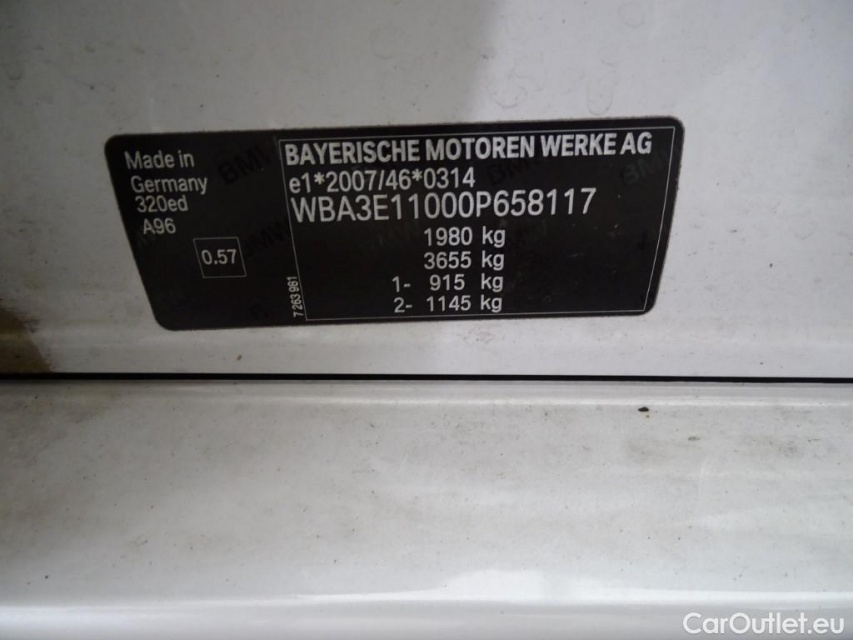 Made in
Germany
320ed
A96
0.57
7 263 961
BAYERISCHE MOTOREN WERKE AG
e1*2007/46*0314
WBA3E11000P658117
1980 kg
3655 kg
1- 915 kg
2- 1145 kg
CarOutlet.eu